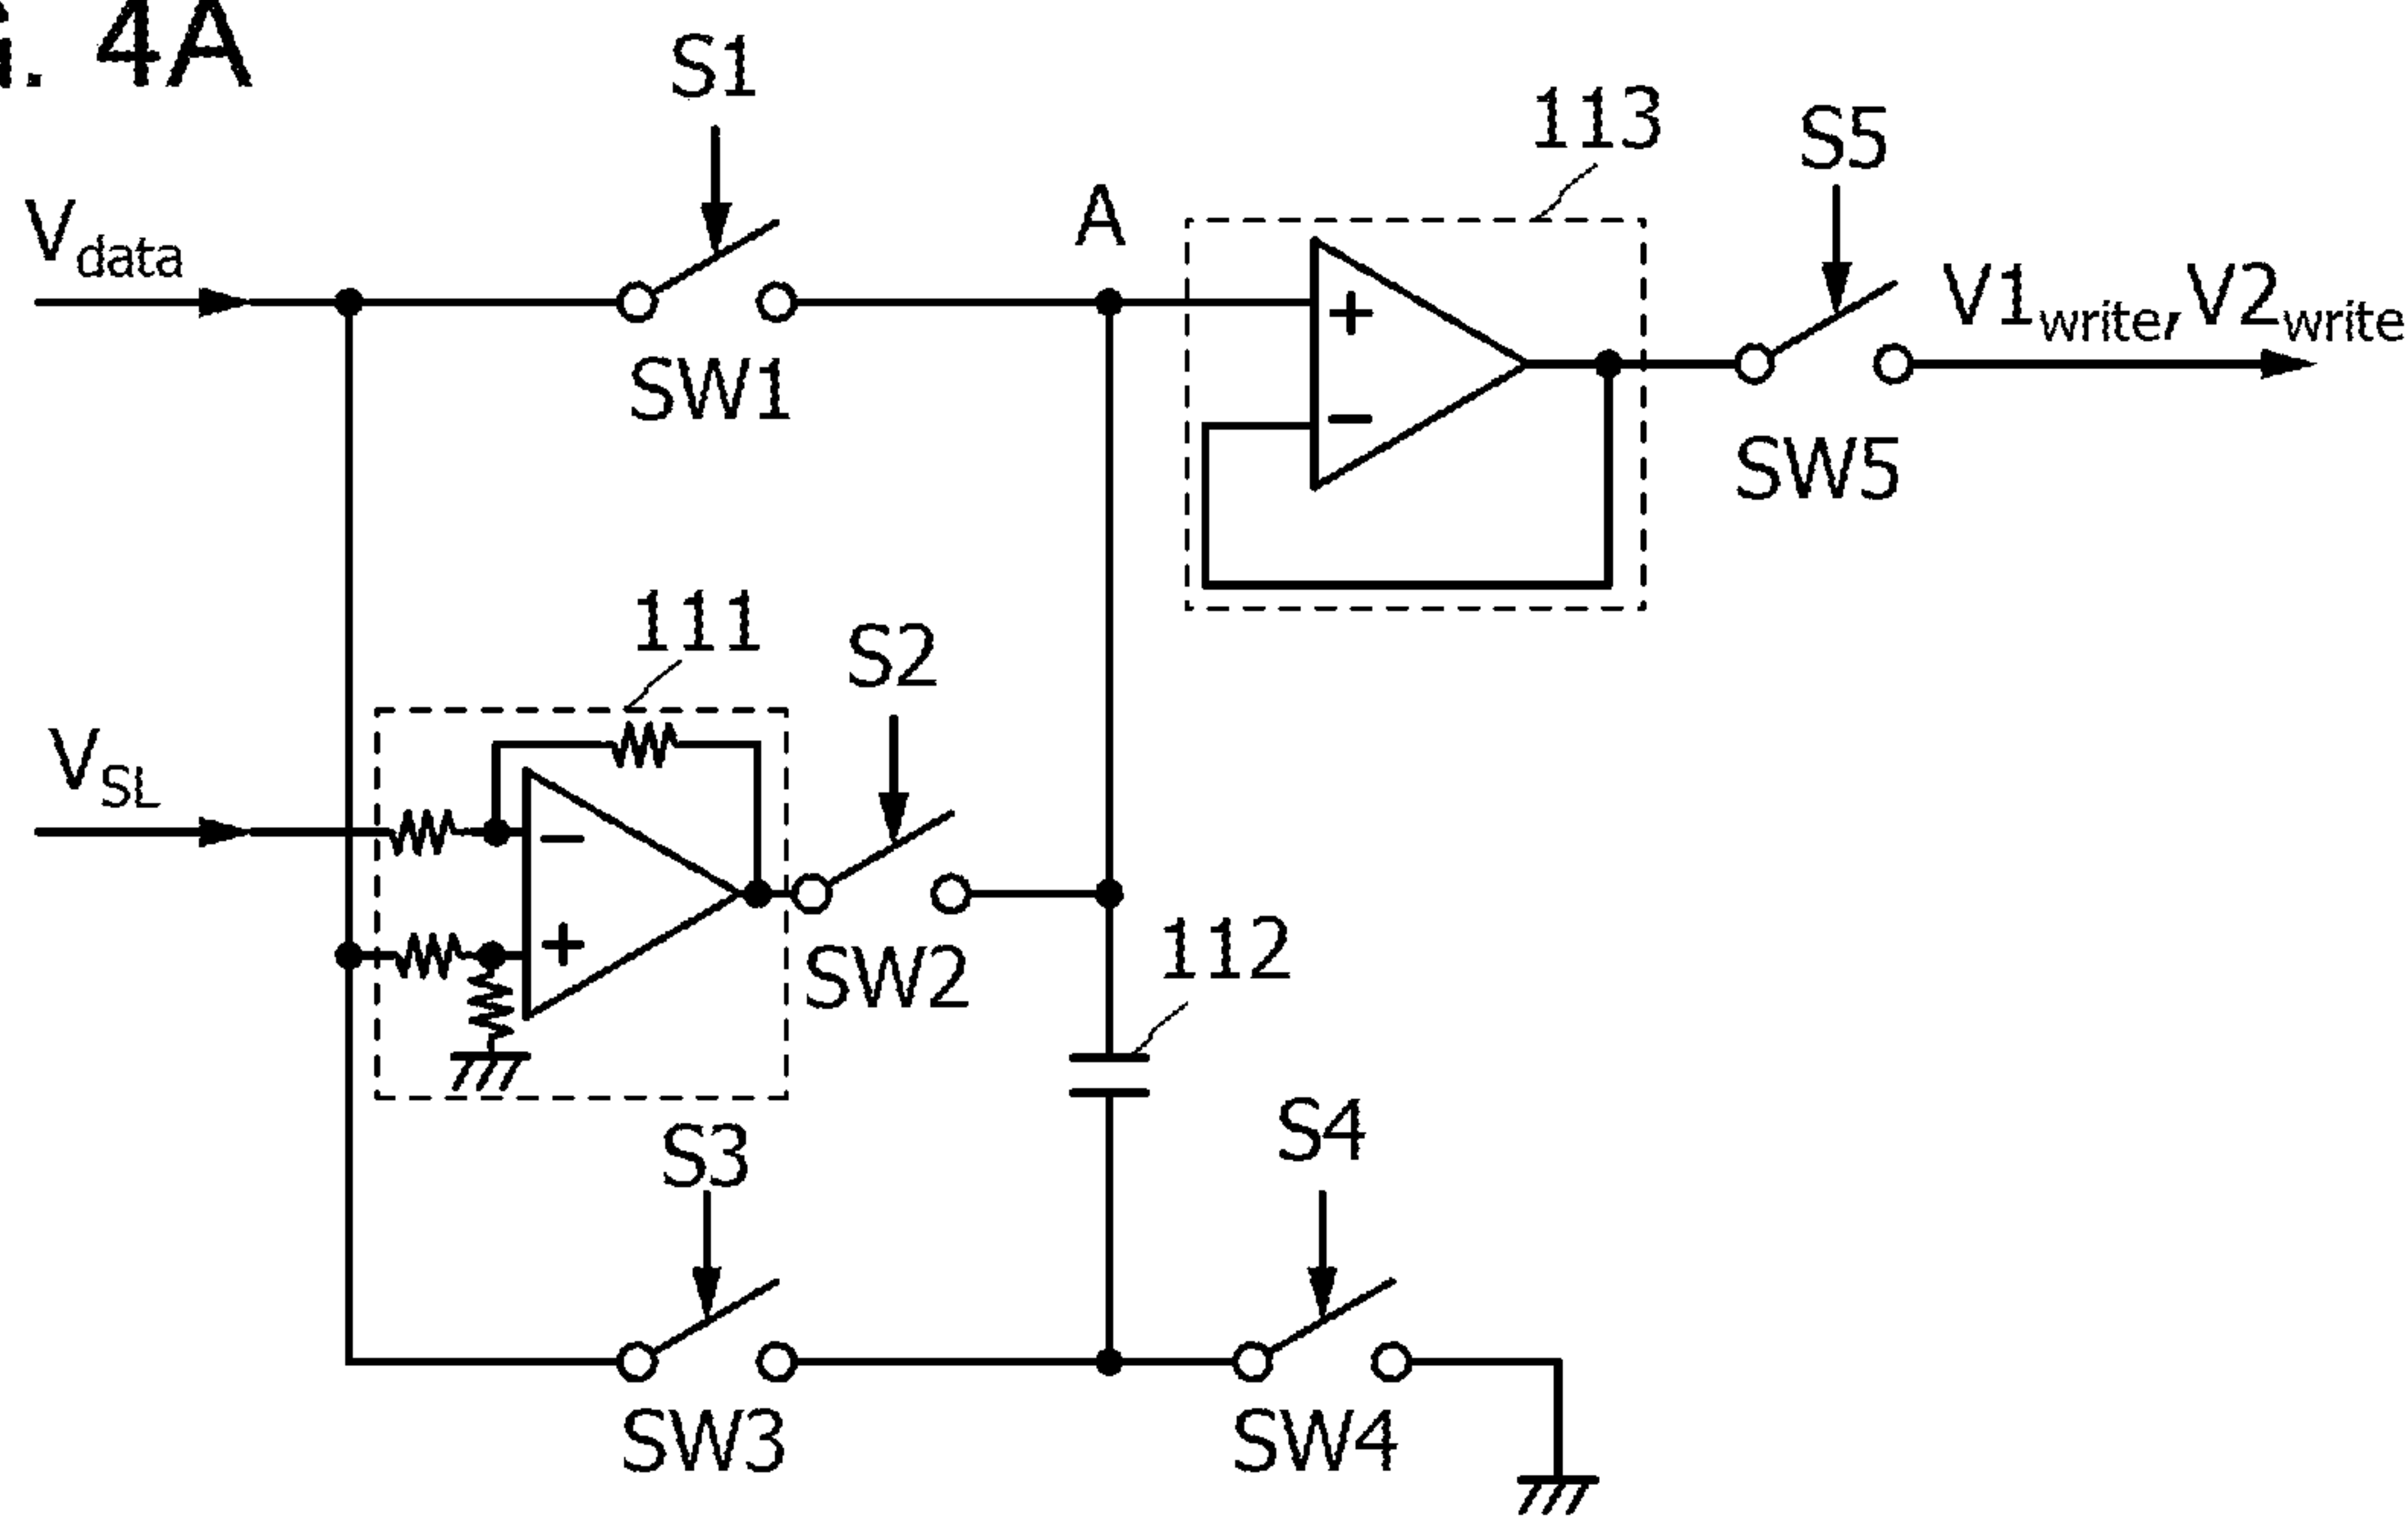 . 4A
S1
113
S5
Vdata
A
V1write, V2write
SW1
SW5
111
S2
VSL
112
SW2
S3
S4
SW3
SW4